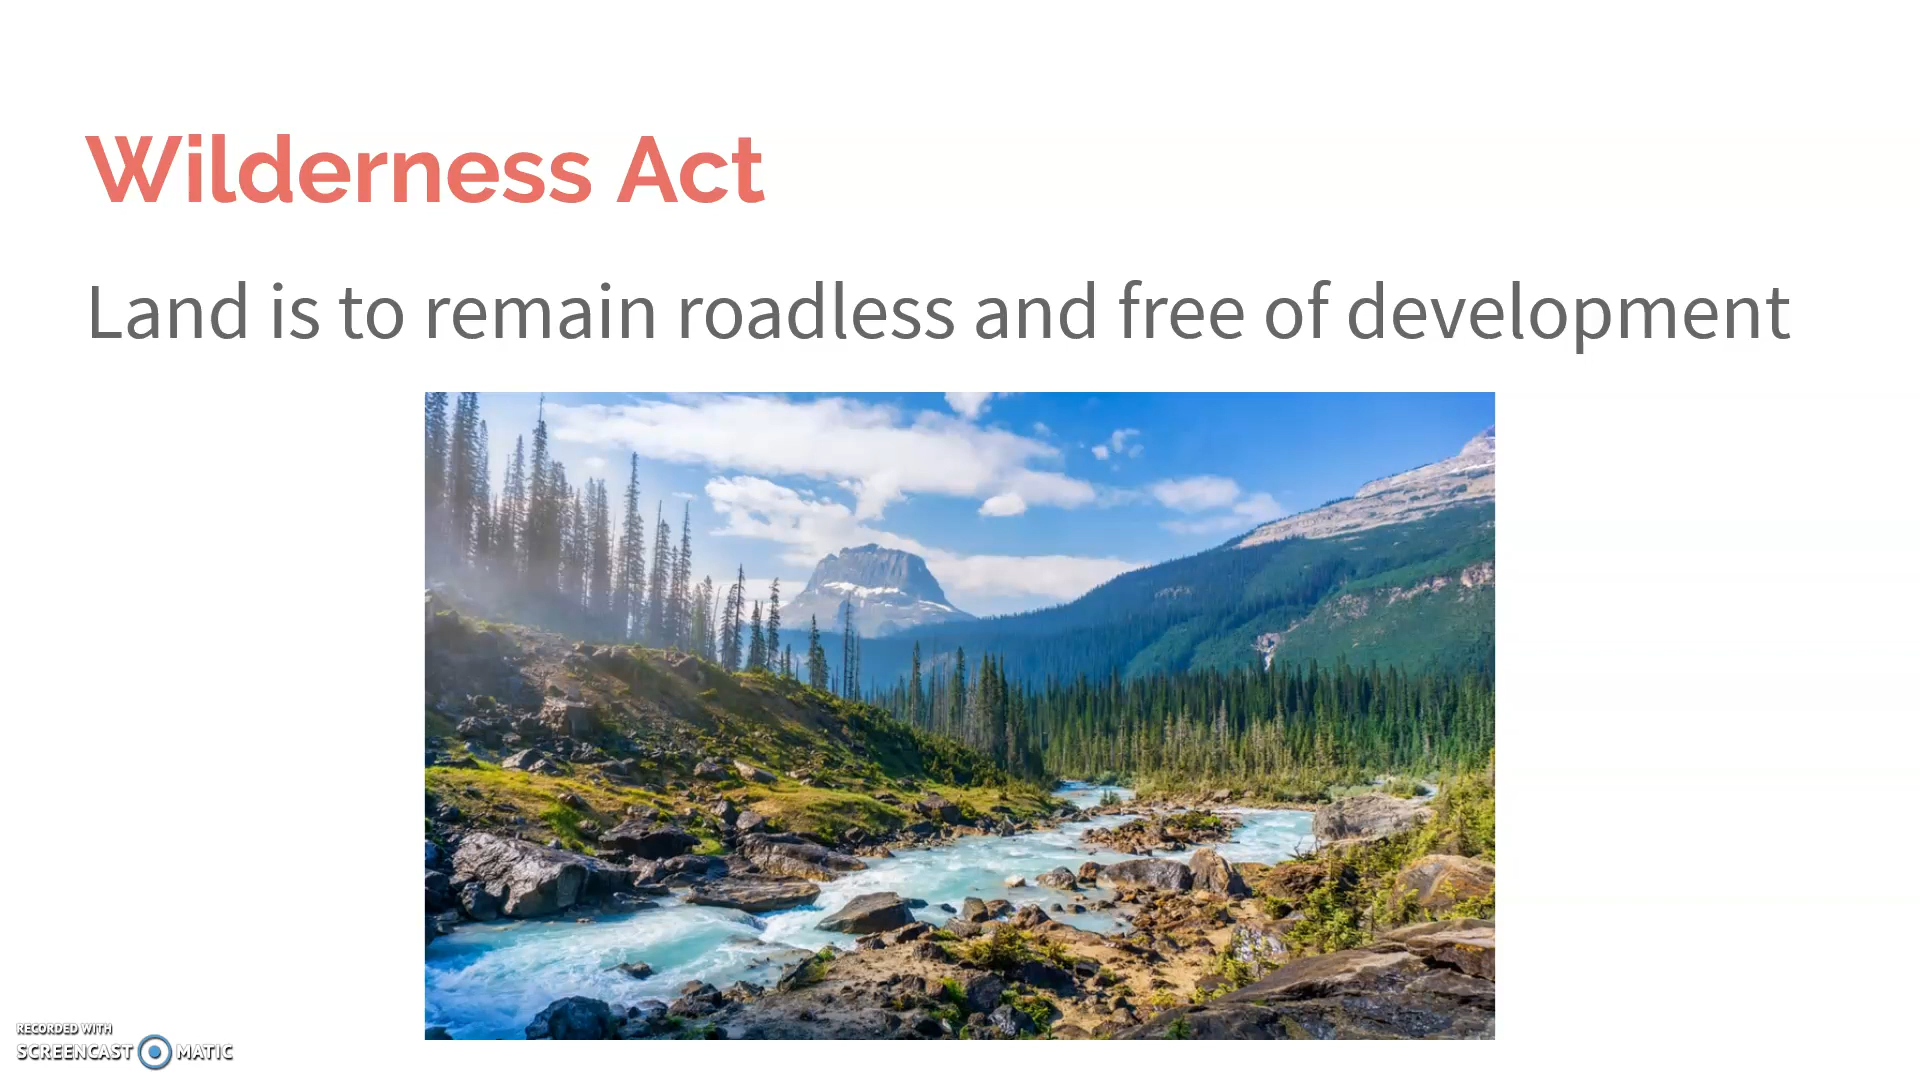 Wilderness Act
Land is to remain roadless and free of development
RECORDED WITH
SCREENCAST MATIC